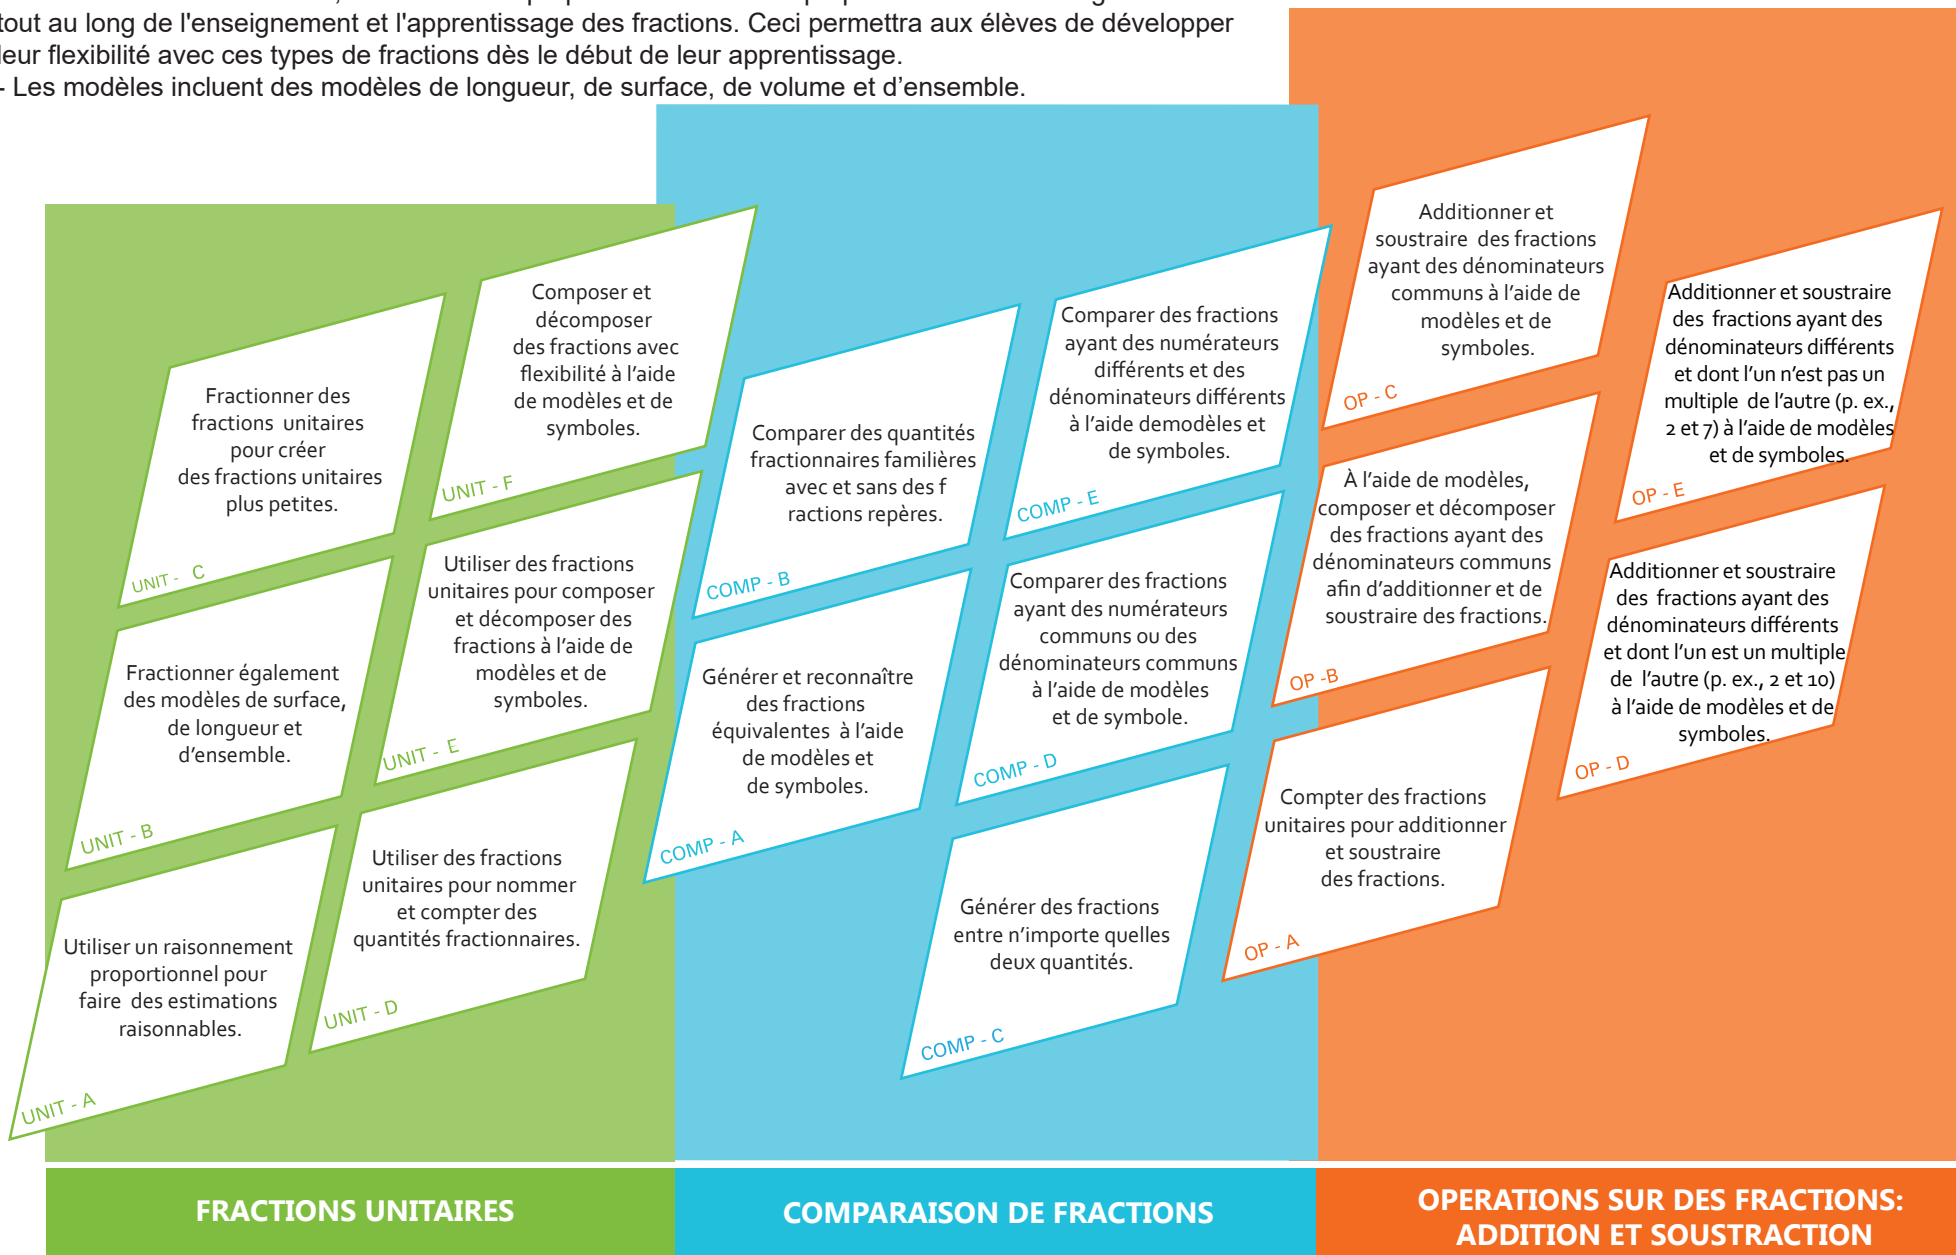 tout au long de l'enseignement et l'apprentissage des fractions. Ceci permettra aux élèves de développer
leur flexibilité avec ces types de fractions dès le début de leur apprentissage.
- Les modèles incluent des modèles de longueur, de surface, de volume et d'ensemble.
Fractionner des
fractions unitaires
pour créer
des fractions unitaires
plus petites.
UNIT - C
Composer et
décomposer
des fractions avec
flexibilité à l'aide
de modèles et de
symboles.
UNIT - F
Fractionner également
des modèles de surface,
de longueur et
d'ensemble.
UNIT - B
Utiliser des fractions
unitaires pour composer
et décomposer des
fractions à l'aide de
modèles et de
symboles.
UNIT - E
Utiliser un raisonnement
proportionnel pour
faire des estimations
raisonnables.
UNIT - A
Utiliser des fractions
unitaires pour nommer
et compter des
quantités fractionnaires.
UNIT - D
Comparer des quantités
fractionnaires familières
avec et sans des f
ractions repères.
COMP - B
Comparer des fractions
ayant des numérateurs
différents et des
dénominateurs différents
à l'aide demodèles et
de symboles.
COMP - E
Générer et reconnaître
des fractions
équivalentes à l'aide
de modèles et
de symboles.
COMP - A
Comparer des fractions
ayant des numérateurs
communs ou des
dénominateurs communs
à l'aide de modèles
et de symbole.
COMP - D
Générer des fractions
entre n'importe quelles
deux quantités.
COMP - C
Additionner et
soustraire des fractions
ayant des dénominateurs
communs à l'aide de
modèles et de
symboles.
OP - C
Additionner et soustraire
des fractions ayant des
dénominateurs différents
et dont l'un n'est pas un
multiple de l'autre (p. ex.,
2 et 7) à l'aide de modèles
et de symboles.
OP - E
À l'aide de modèles,
composer et décomposer
des fractions ayant des
dénominateurs communs
afin d'additionner et de
soustraire des fractions.
OP -B
Additionner et soustraire
des fractions ayant des
dénominateurs différents
et dont l'un est un multiple
de l'autre (p. ex., 2 et 10)
à l'aide de modèles et de
symboles.
OP - D
Compter des fractions
unitaires pour additionner
et soustraire
des fractions.
OP - A
FRACTIONS UNITAIRES
COMPARAISON DE FRACTIONS
OPERATIONS SUR DES FRACTIONS:
ADDITION ET SOUSTRACTION